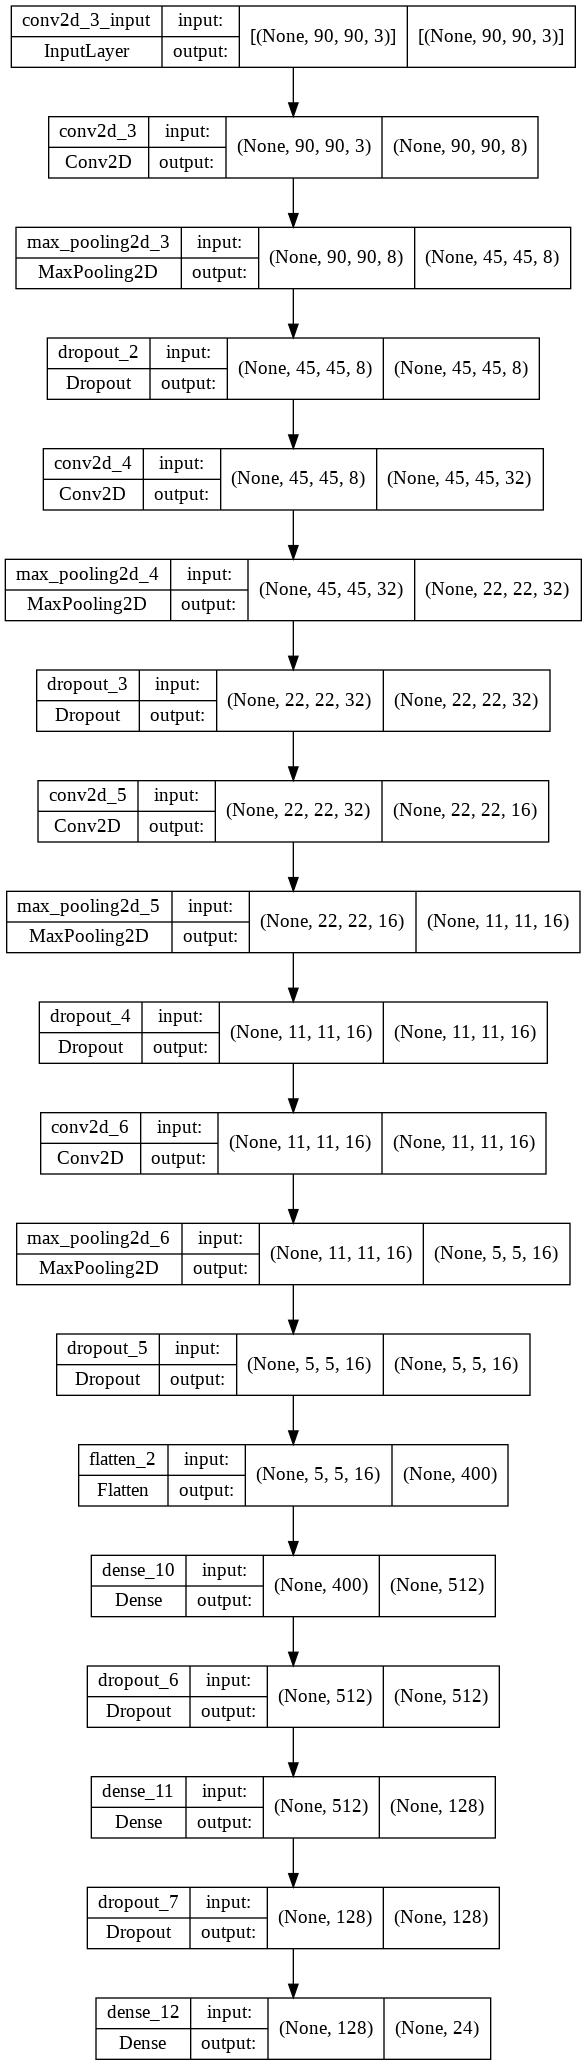 conv2d_3_input input: [(None, 90, 90, 3)] [(None, 90, 90, 3)]
InputLayer output:
conv2d_3 input: (None, 90, 90, 3) (None, 90, 90, 8)
Conv2D output:
max_pooling2d_3 input: (None, 90, 90, 8) (None, 45, 45, 8)
MaxPooling2D output:
dropout_2 input: (None, 45, 45, 8) (None, 45, 45, 8)
Dropout output:
conv2d_4 input: (None, 45, 45, 8) (None, 45, 45, 32)
Conv2D output:
max_pooling2d_4 input: (None, 45, 45, 32) (None, 22, 22, 32)
MaxPooling2D output:
dropout_3 input: (None, 22, 22, 32) (None, 22, 22, 32)
Dropout output:
conv2d_5 input: (None, 22, 22, 32) (None, 22, 22, 16)
Conv2D output:
max_pooling2d_5 input: (None, 22, 22, 16) (None, 11, 11, 16)
MaxPooling2D output:
dropout_4 input: (None, 11, 11, 16) (None, 11, 11, 16)
Dropout output:
conv2d_6 input: (None, 11, 11, 16) (None, 11, 11, 16)
Conv2D output:
max_pooling2d_6 input: (None, 11, 11, 16) (None, 5, 5, 16)
MaxPooling2D output:
dropout_5 input: (None, 5, 5, 16) (None, 5, 5, 16)
Dropout output:
flatten_2 input: (None, 5, 5, 16) (None, 400)
Flatten output:
dense_10 input: (None, 400) (None, 512)
Dense output:
dropout_6 input: (None, 512) (None, 512)
Dropout output:
dense_11 input: (None, 512) (None, 128)
Dense output:
dropout_7 input: (None, 128) (None, 128)
Dropout output:
dense_12 input: (None, 128) (None, 24)
Dense output: